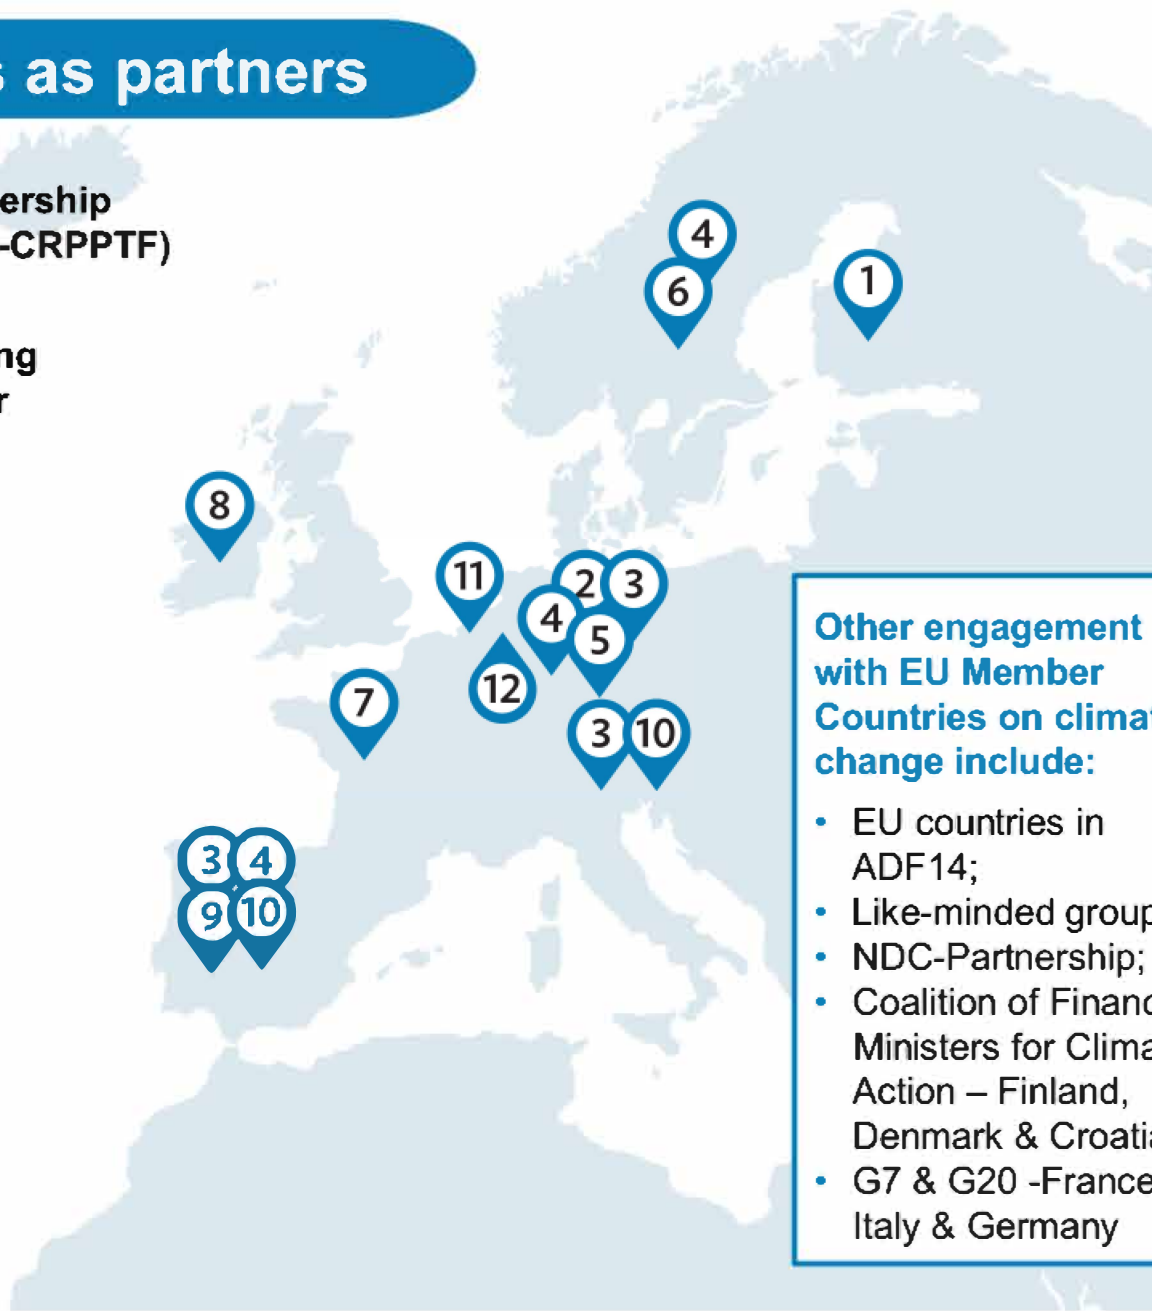 s as partners
ership
-CRPPTF)
ng
r
4
6
1
8
11
2
3
4
5
12
7
3
10
3
4
9
10
Other engagement
with EU Member
Countries on climat
change include:
• EU countries in
ADF14;
• Like-minded group
• NDC-Partnership;
• Coalition of Financ
Ministers for Clima
Action – Finland,
Denmark & Croatia
• G7 & G20 -France
Italy & Germany